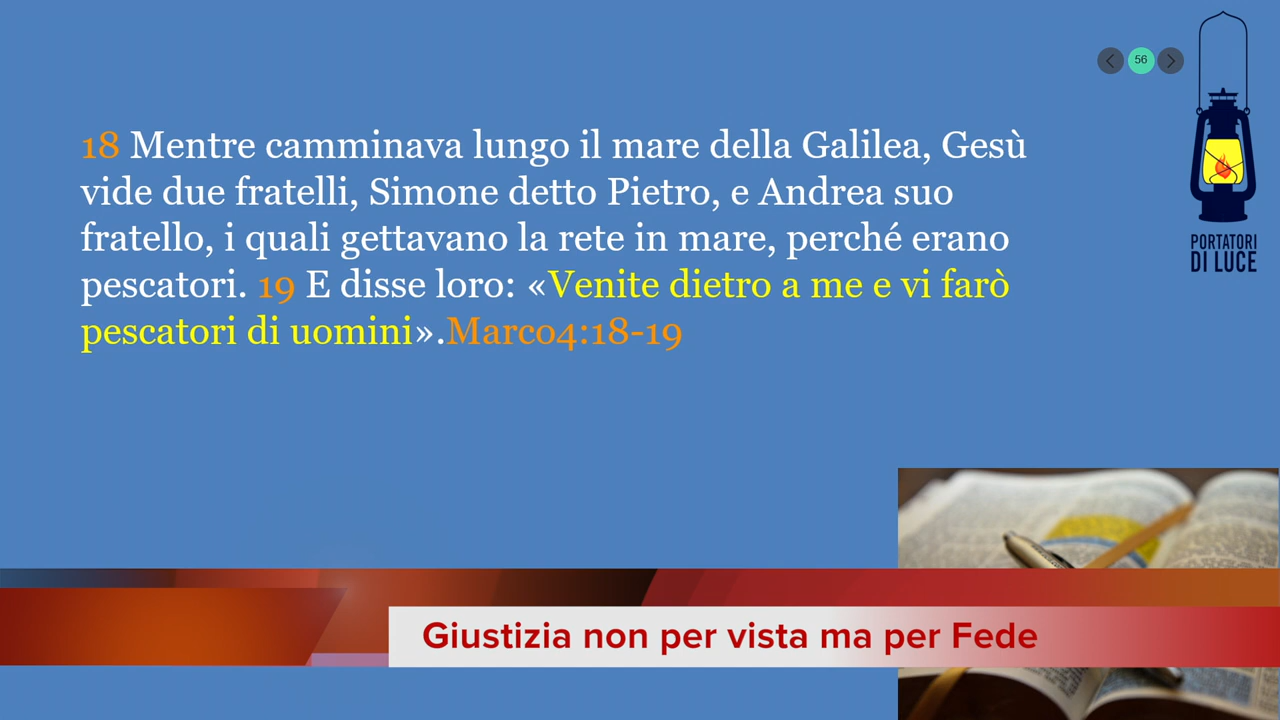 56
18 Mentre camminava lungo il mare della Galilea, Gesù
vide due fratelli, Simone detto Pietro, e Andrea suo
fratello, i quali gettavano la rete in mare, perché erano
pescatori. 19 E disse loro: «Venite dietro a me e vi farò
pescatori di uomini».Marco4:18-19
PORTATORI
DI LUCE
Giustizia non per vista ma per Fede